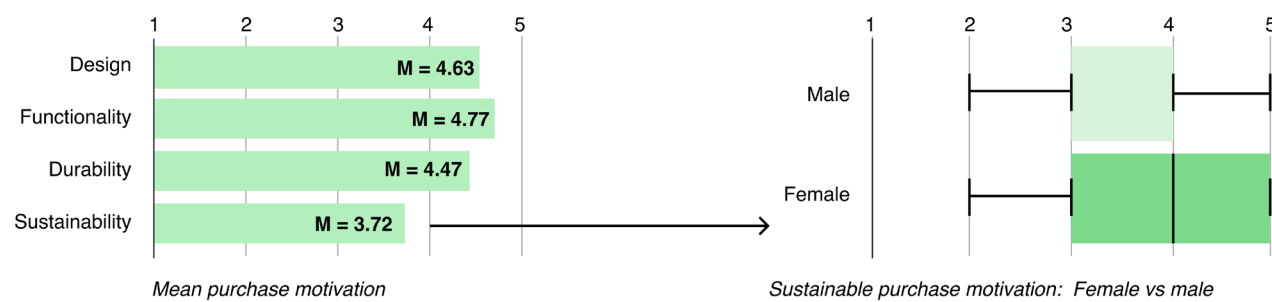 1 2 3 4 5
Design M = 4.63
Functionality M = 4.77
Durability M = 4.47
Sustainability M = 3.72
Mean purchase motivation
1 2 3 4 5
Male
Female
Sustainable purchase motivation: Female vs male